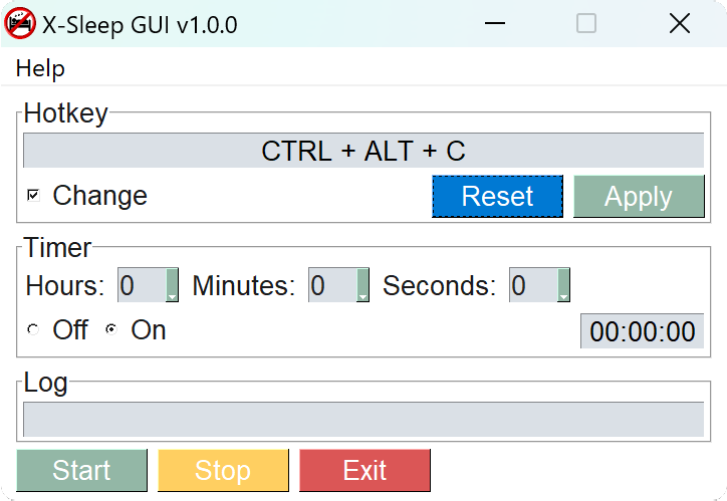 X-Sleep GUI v1.0.0
Help
Hotkey
CTRL + ALT + C
Change Reset Apply
Timer
Hours: 0 Minutes: 0 Seconds: 0
Off On 00:00:00
Log
Start Stop Exit